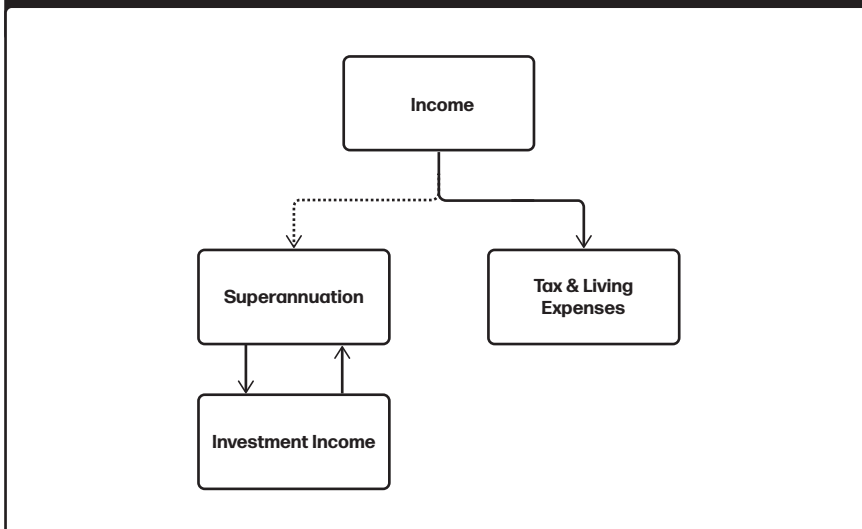 Income
Superannuation
Tax & Living
Expenses
Investment Income